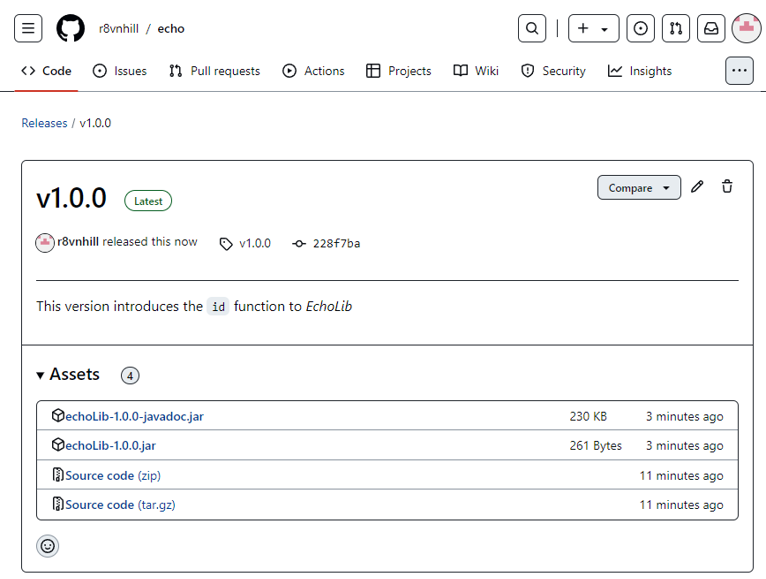 r8vnhill / echo
Code Issues Pull requests Actions Projects Wiki Security Insights
Releases / v1.0.0
v1.0.0 Latest Compare
r8vnhill released this now v1.0.0 228f7ba
This version introduces the id function to EchoLib
Assets 4
echoLib-1.0.0-javadoc.jar 230 KB 3 minutes ago
echoLib-1.0.0.jar 261 Bytes 3 minutes ago
Source code (zip) 11 minutes ago
Source code (tar.gz) 11 minutes ago